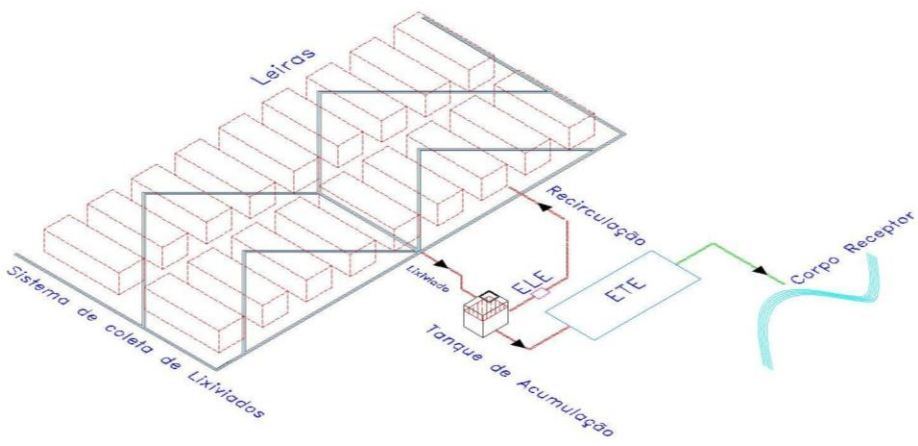 Leiras
Recirculação
Corpo Receptor
Lixiviado
ELE
ETE
Sistema de coleta de Lixiviados
Tanque de Acumulação